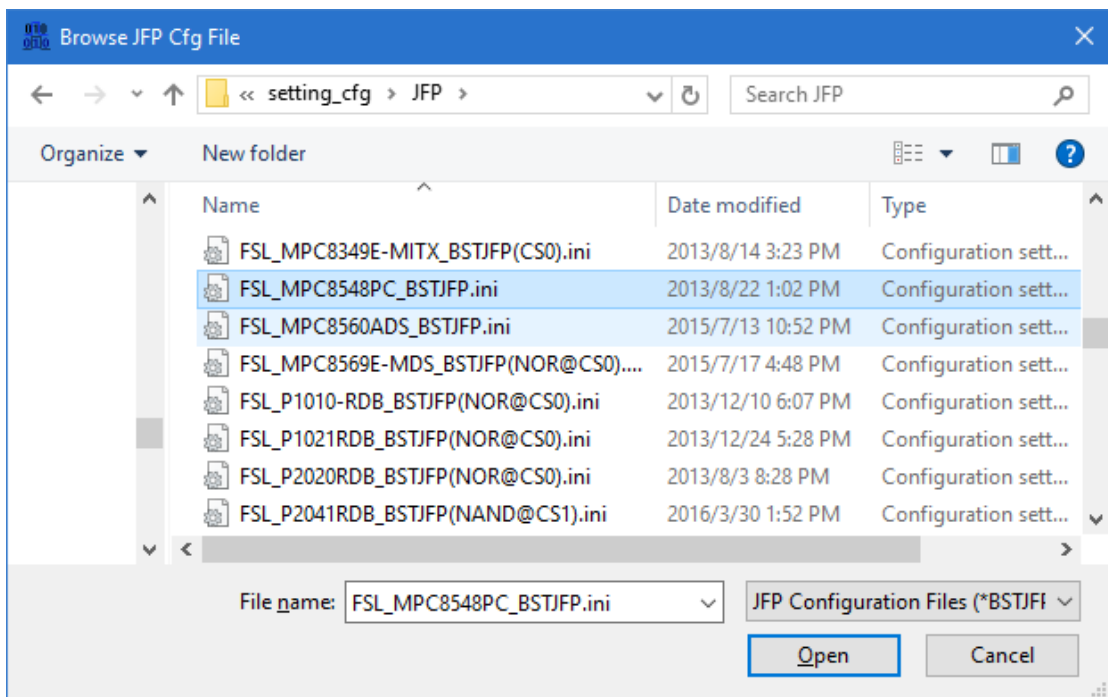 Browse JFP Cfg File
« setting_cfg > JFP >
Search JFP
Organize
New folder
?
Name Date modified Type
FSL_MPC8349E-MITX_BSTJFP(CS0).ini 2013/8/14 3:23 PM Configuration sett...
FSL_MPC8548PC_BSTJFP.ini 2013/8/22 1:02 PM Configuration sett...
FSL_MPC8560ADS_BSTJFP.ini 2015/7/13 10:52 PM Configuration sett...
FSL_MPC8569E-MDS_BSTJFP(NOR@CS0).... 2015/7/17 4:48 PM Configuration sett...
FSL_P1010-RDB_BSTJFP(NOR@CS0).ini 2013/12/10 6:07 PM Configuration sett...
FSL_P1021RDB_BSTJFP(NOR@CS0).ini 2013/12/24 5:28 PM Configuration sett...
FSL_P2020RDB_BSTJFP(NOR@CS0).ini 2013/8/3 8:28 PM Configuration sett...
FSL_P2041RDB_BSTJFP(NAND@CS1).ini 2016/3/30 1:52 PM Configuration sett...
File name: FSL_MPC8548PC_BSTJFP.ini JFP Configuration Files (*BSTJFI
Open Cancel